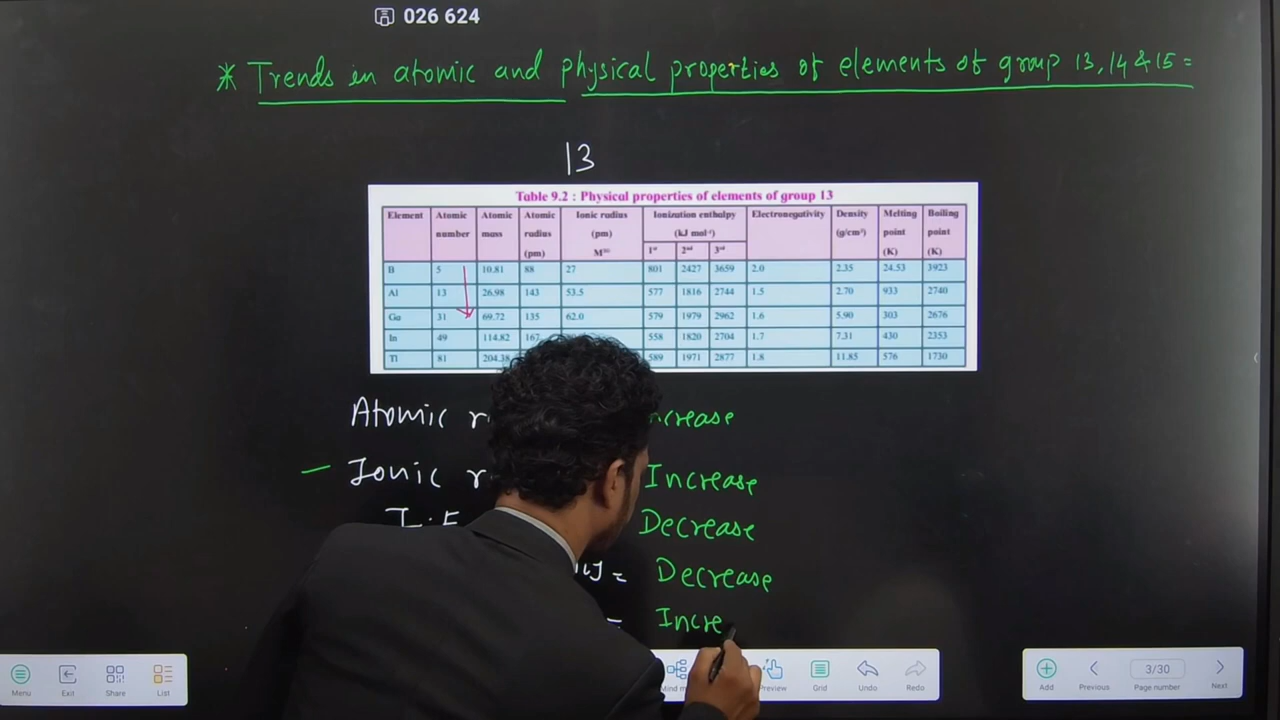 026 624
* Trends in atomic and physical properties of elements of group 13, 14 & 15 =
13
Table 9.2 : Physical properties of elements of group 13
Element Atomic number Atomic mass Atomic radius (pm) Ionic radius (pm) M³⁺ Ionization enthalpy (kJ mol⁻¹) 1st 2nd 3rd Electronegativity Density (g/cm³) Melting point (K) Boiling point (K)
B 5 10.81 88 27 801 2427 3659 2.0 2.35 24.53 3923
Al 13 26.98 143 53.5 577 1816 2744 1.5 2.70 933 2740
Ga 31 69.72 135 62.0 579 1979 2962 1.6 5.90 303 2676
In 49 114.82 167 558 1820 2704 1.7 7.31 430 2353
Tl 81 204.38 589 1971 2877 1.8 11.85 576 1730
Atomic r crease
– Ionic r Increase
I.E Decrease
= Decrease
= Incre
Menu Exit Share List Grid Undo Redo Add Previous 3/30 Page number Next